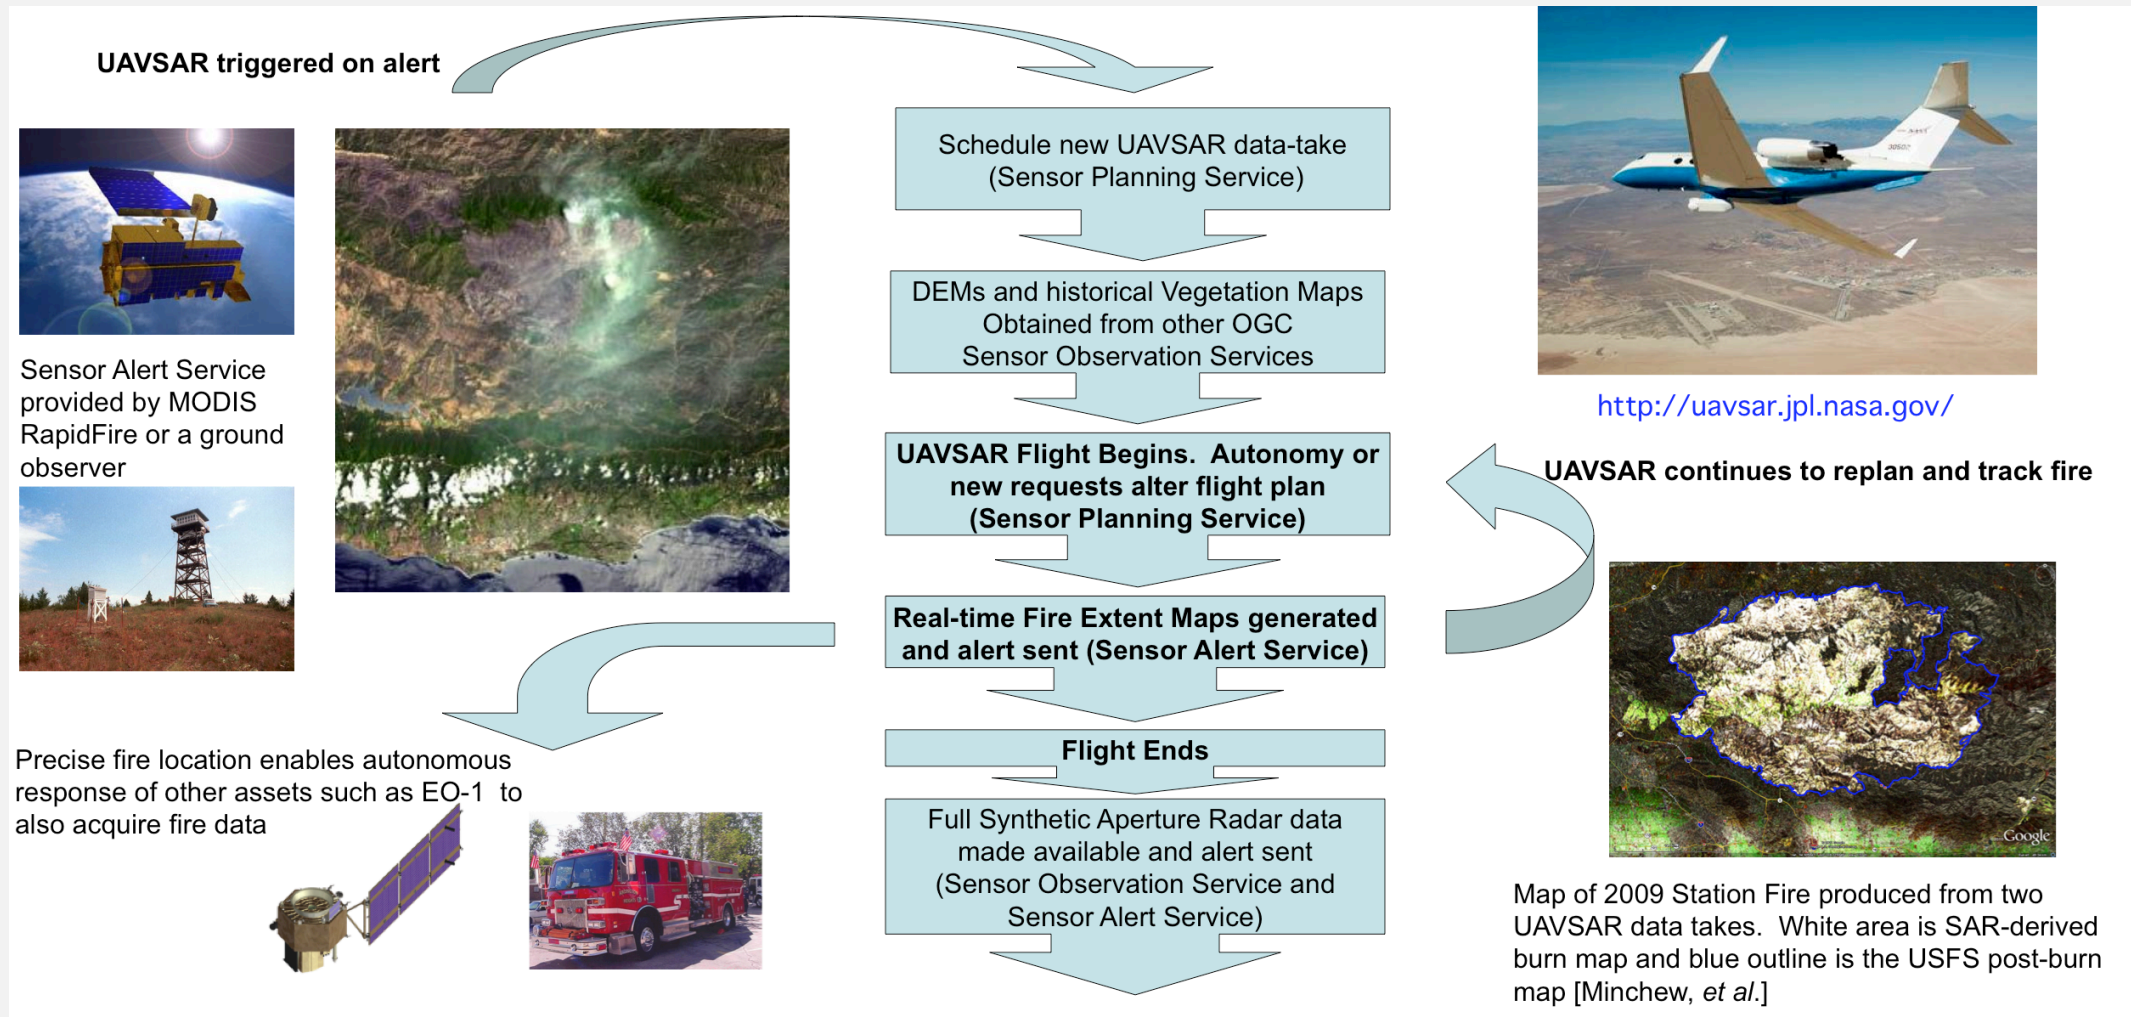 UAVSAR triggered on alert
Sensor Alert Service
provided by MODIS
RapidFire or a ground
observer
Schedule new UAVSAR data-take
(Sensor Planning Service)
DEMs and historical Vegetation Maps
Obtained from other OGC
Sensor Observation Services
UAVSAR Flight Begins.  Autonomy or
new requests alter flight plan
(Sensor Planning Service)
Real-time Fire Extent Maps generated
and alert sent (Sensor Alert Service)
Flight Ends
Full Synthetic Aperture Radar data
made available and alert sent
(Sensor Observation Service and
Sensor Alert Service)
Precise fire location enables autonomous
response of other assets such as EO-1  to
also acquire fire data
NASA
http://uavsar.jpl.nasa.gov/
UAVSAR continues to replan and track fire
Google
Map of 2009 Station Fire produced from two
UAVSAR data takes.  White area is SAR-derived
burn map and blue outline is the USFS post-burn
map [Minchew, et al.]